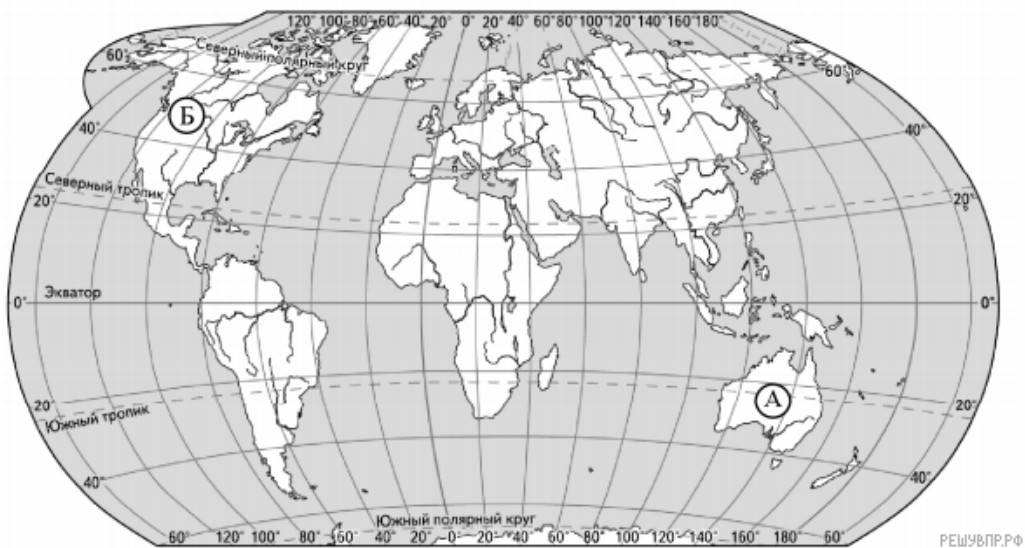 120° 100° 80° 60° 40° 20° 0° 20° 40° 60° 80° 100° 120° 140° 160° 180°
Северный полярный круг
60° 60°
Б
40° 40°
Северный тропик
20° 20°
Экватор
0° 0°
А
20° 20°
Южный тропик
40° 40°
Южный полярный круг
60° 120° 100° 80° 60° 40° 20° 0° 20° 40° 60° 80° 100° 120° 140° 160° 180° 60°
РЕШУВПР.РФ